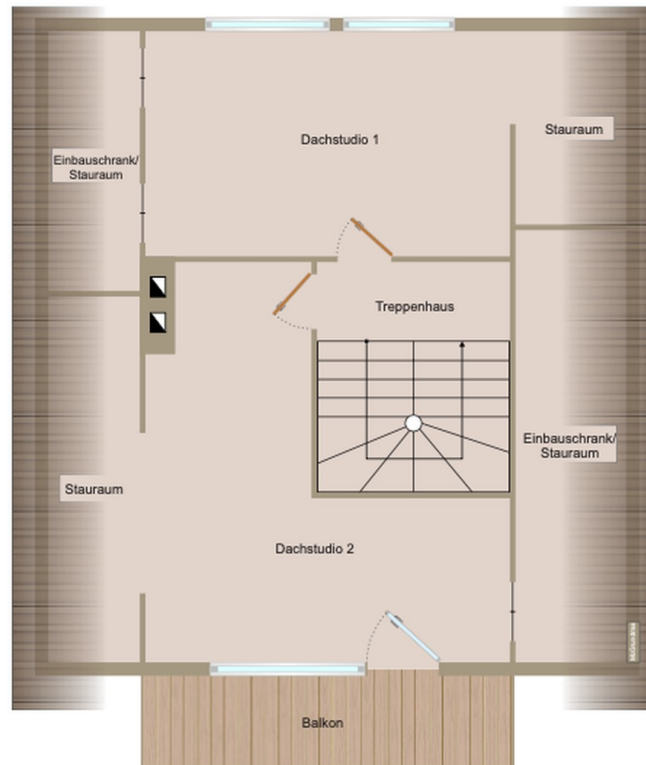 Dachstudio 1
Stauraum
Einbauschrank/
Stauraum
Treppenhaus
Einbauschrank/
Stauraum
Stauraum
Dachstudio 2
Balkon